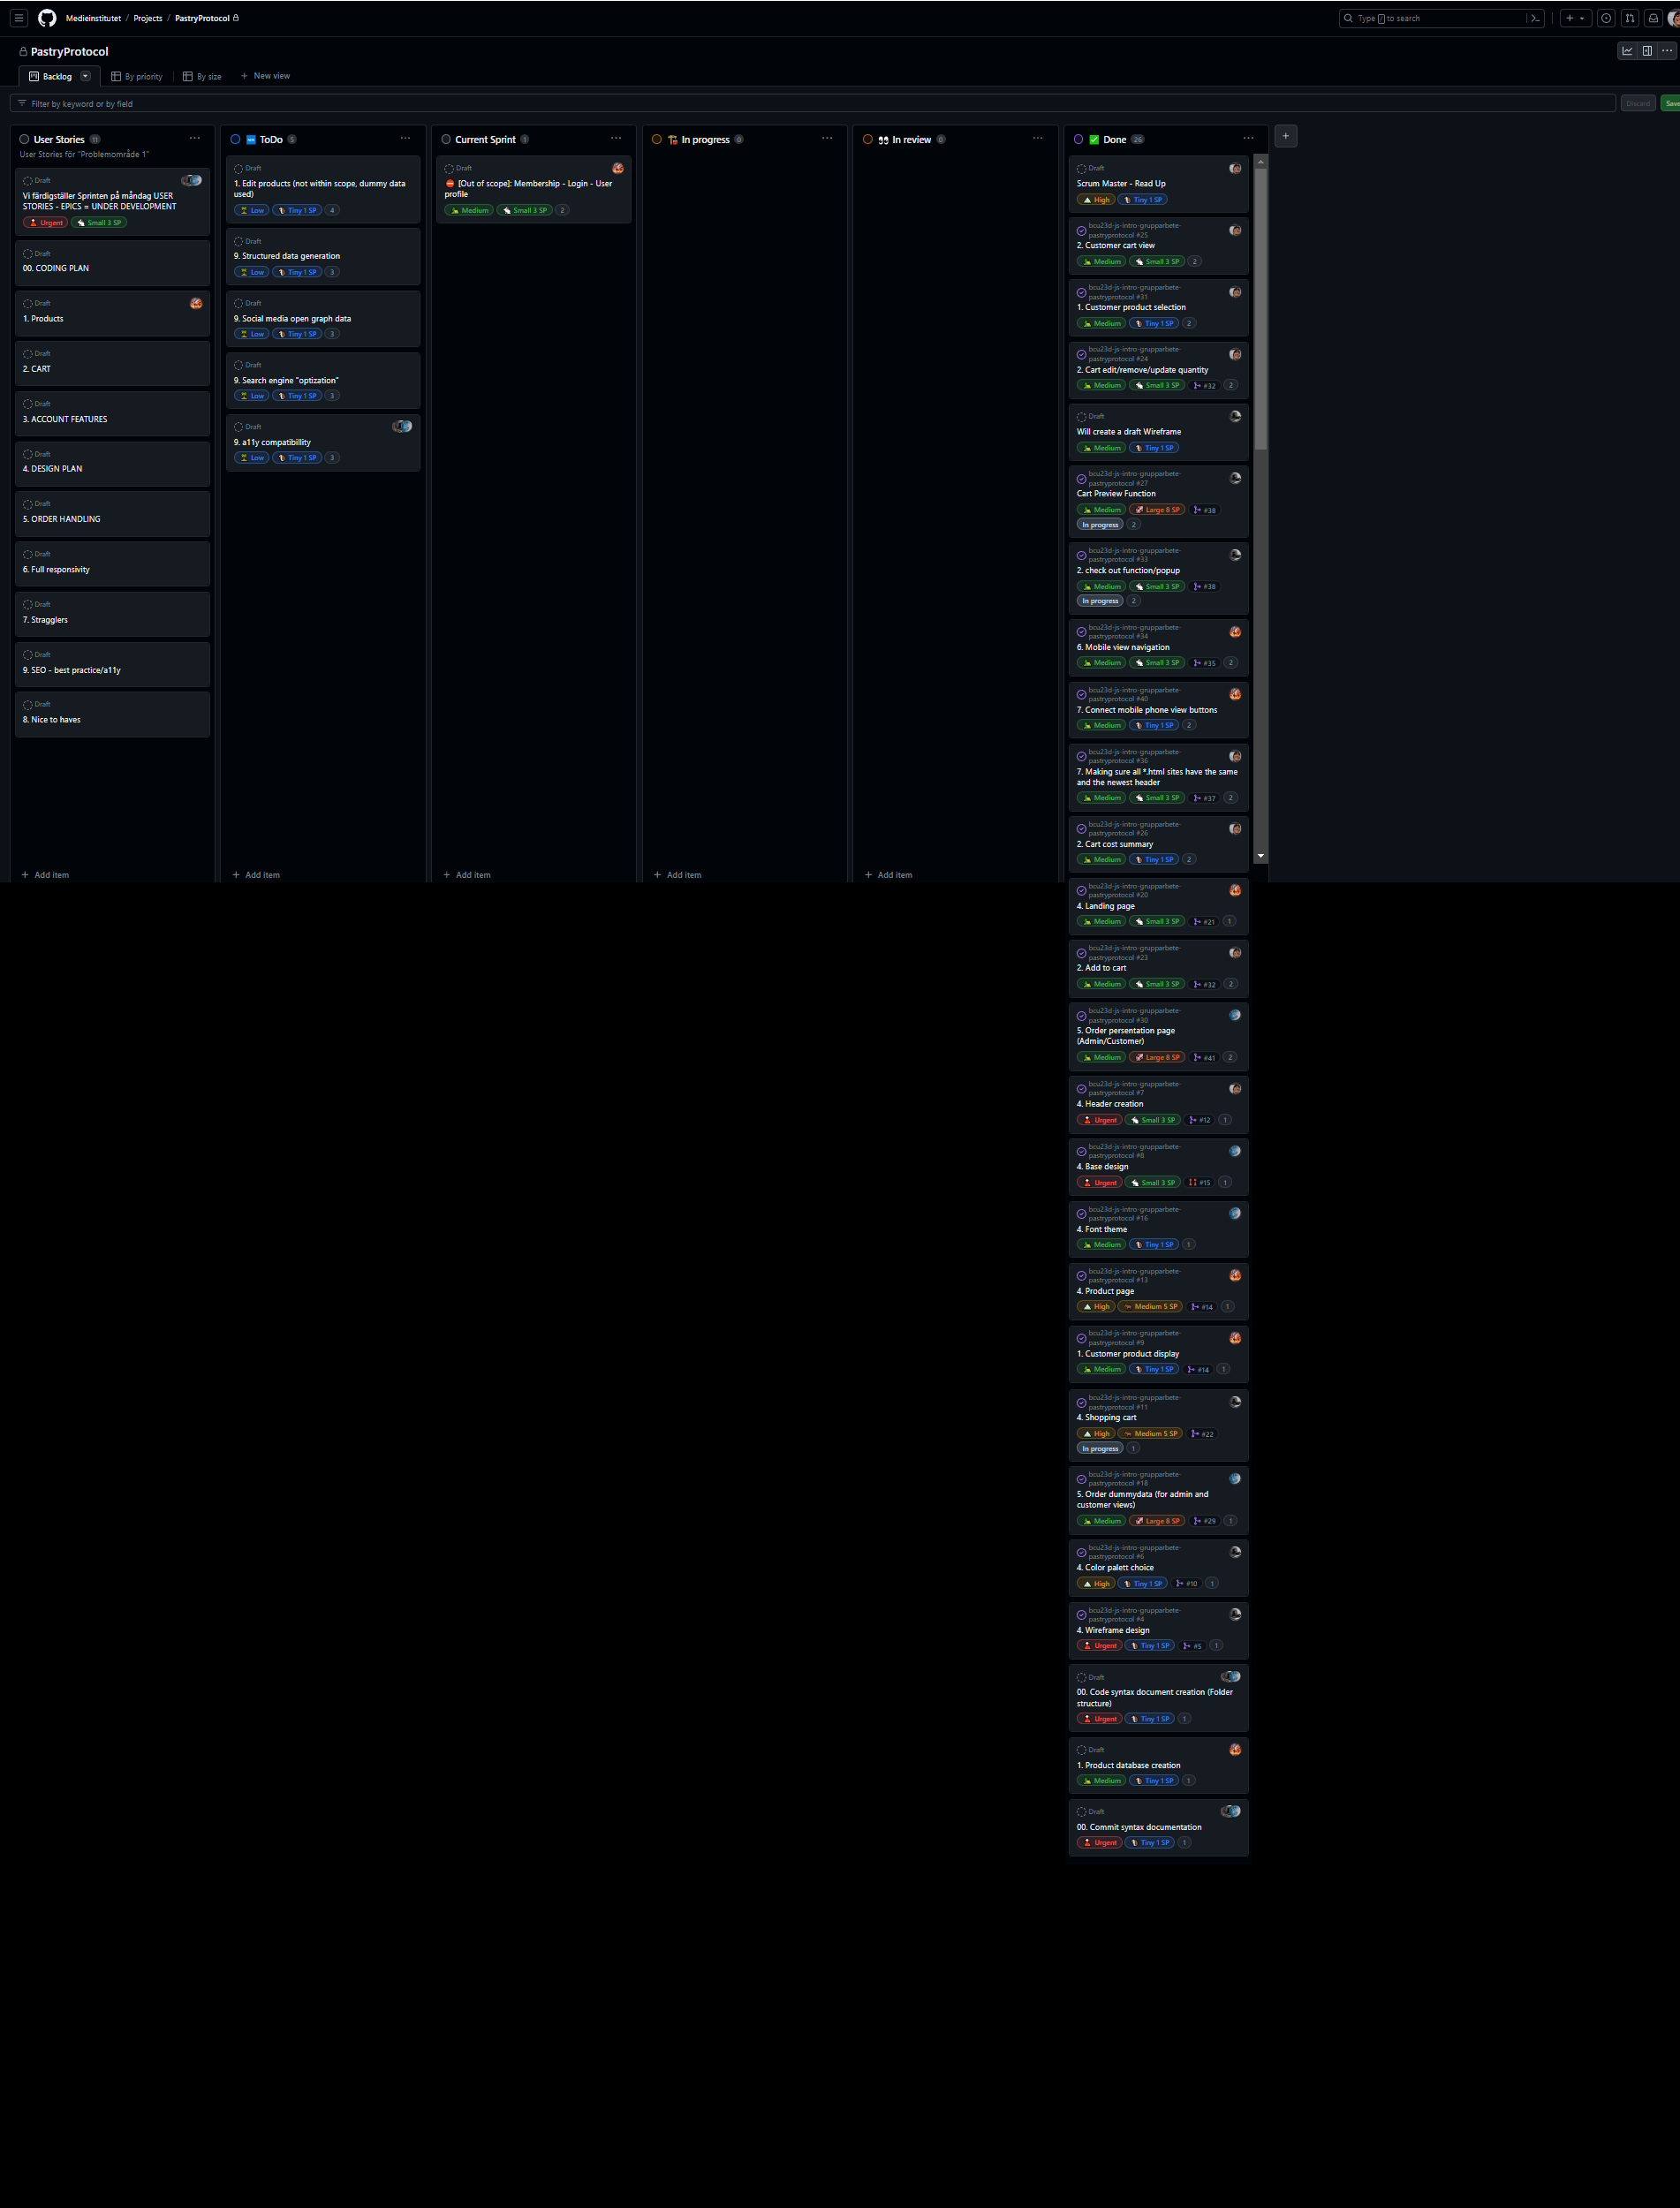 Medieinstitutet / Projects / PastryProtocol
Type / to search
PastryProtocol
Backlog
By priority
By size
New view
Filter by keyword or by field
Discard
Save
User Stories 11
User Stories för "Problemområde 1"
Draft
Vi färdigställer Sprinten på måndag USER
STORIES - EPICS = UNDER DEVELOPMENT
Urgent Small 3 SP
Draft
00. CODING PLAN
Draft
1. Products
Draft
2. CART
Draft
3. ACCOUNT FEATURES
Draft
4. DESIGN PLAN
Draft
5. ORDER HANDLING
Draft
6. Full responsivity
Draft
7. Stragglers
Draft
9. SEO - best practice/a11y
Draft
8. Nice to haves
Add item
ToDo 5
Draft
1. Edit products (not within scope, dummy data
used)
Low Tiny 1 SP 4
Draft
9. Structured data generation
Low Tiny 1 SP 3
Draft
9. Social media open graph data
Low Tiny 1 SP 3
Draft
9. Search engine "optization"
Low Tiny 1 SP 3
Draft
9. a11y compatibillity
Low Tiny 1 SP 3
Add item
Current Sprint 1
Draft
[Out of scope]: Membership - Login - User
profile
Medium Small 3 SP 2
Add item
In progress 0
Add item
In review 0
Add item
Done 26
Draft
Scrum Master - Read Up
High Tiny 1 SP
bcu23d-js-intro-grupparbete-
pastryprotocol #25
2. Customer cart view
Medium Small 3 SP 2
bcu23d-js-intro-grupparbete-
pastryprotocol #31
1. Customer product selection
Medium Tiny 1 SP 2
bcu23d-js-intro-grupparbete-
pastryprotocol #24
2. Cart edit/remove/update quantity
Medium Small 3 SP #32 2
Draft
Will create a draft Wireframe
Medium Tiny 1 SP
bcu23d-js-intro-grupparbete-
pastryprotocol #27
Cart Preview Function
Medium Large 8 SP #38
In progress 2
bcu23d-js-intro-grupparbete-
pastryprotocol #33
2. check out function/popup
Medium Small 3 SP #38
In progress 2
bcu23d-js-intro-grupparbete-
pastryprotocol #34
6. Mobile view navigation
Medium Small 3 SP #35 2
bcu23d-js-intro-grupparbete-
pastryprotocol #40
7. Connect mobile phone view buttons
Medium Tiny 1 SP 2
bcu23d-js-intro-grupparbete-
pastryprotocol #36
7. Making sure all *.html sites have the same
and the newest header
Medium Small 3 SP #37 2
bcu23d-js-intro-grupparbete-
pastryprotocol #26
2. Cart cost summary
Medium Tiny 1 SP 2
bcu23d-js-intro-grupparbete-
pastryprotocol #20
4. Landing page
Medium Small 3 SP #21 1
bcu23d-js-intro-grupparbete-
pastryprotocol #23
2. Add to cart
Medium Small 3 SP #32 2
bcu23d-js-intro-grupparbete-
pastryprotocol #30
5. Order persentation page
(Admin/Customer)
Medium Large 8 SP #41 2
bcu23d-js-intro-grupparbete-
pastryprotocol #7
4. Header creation
Urgent Small 3 SP #12 1
bcu23d-js-intro-grupparbete-
pastryprotocol #8
4. Base design
Urgent Small 3 SP #15 1
bcu23d-js-intro-grupparbete-
pastryprotocol #16
4. Font theme
Medium Tiny 1 SP 1
bcu23d-js-intro-grupparbete-
pastryprotocol #13
4. Product page
High Medium 5 SP #14 1
bcu23d-js-intro-grupparbete-
pastryprotocol #9
1. Customer product display
Medium Tiny 1 SP #14 1
bcu23d-js-intro-grupparbete-
pastryprotocol #11
4. Shopping cart
High Medium 5 SP #22
In progress 1
bcu23d-js-intro-grupparbete-
pastryprotocol #18
5. Order dummydata (for admin and
customer views)
Medium Large 8 SP #29 1
bcu23d-js-intro-grupparbete-
pastryprotocol #6
4. Color palett choice
High Tiny 1 SP #10 1
bcu23d-js-intro-grupparbete-
pastryprotocol #4
4. Wireframe design
Urgent Tiny 1 SP #5 1
Draft
00. Code syntax document creation (Folder
structure)
Urgent Tiny 1 SP 1
Draft
1. Product database creation
Medium Tiny 1 SP 1
Draft
00. Commit syntax documentation
Urgent Tiny 1 SP 1